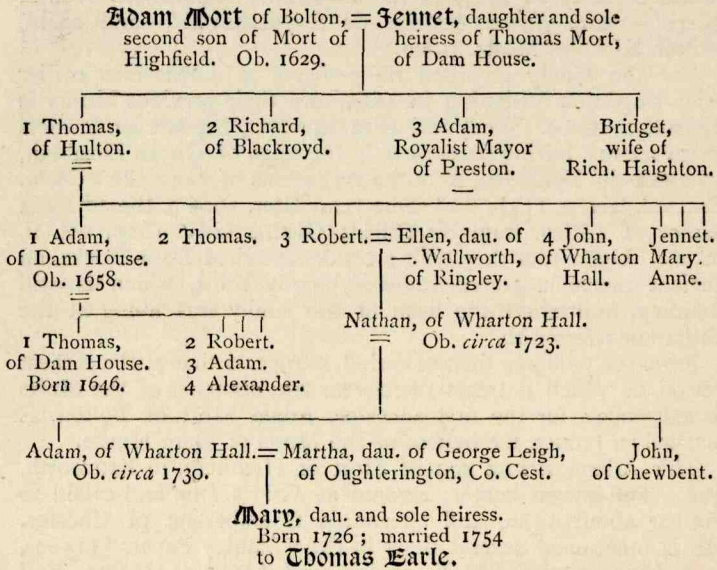 Adam Mort of Bolton, = Jennet, daughter and sole
second son of Mort of heiress of Thomas Mort,
Highfield. Ob. 1629. of Dam House.
1 Thomas, 2 Richard, 3 Adam, Bridget,
of Hulton. of Blackroyd. Royalist Mayor wife of
of Preston. Rich. Haighton.
1 Adam, 2 Thomas. 3 Robert. = Ellen, dau. of 4 John, Jennet.
of Dam House. —. Wallworth, of Wharton Mary.
Ob. 1658. of Ringley. Hall. Anne.
Nathan, of Wharton Hall.
1 Thomas, 2 Robert. Ob. circa 1723.
of Dam House. 3 Adam.
Born 1646. 4 Alexander.
Adam, of Wharton Hall. = Martha, dau. of George Leigh, John,
Ob. circa 1730. of Oughterington, Co. Cest. of Chewbent.
Mary, dau. and sole heiress.
Born 1726 ; married 1754
to Thomas Earle.